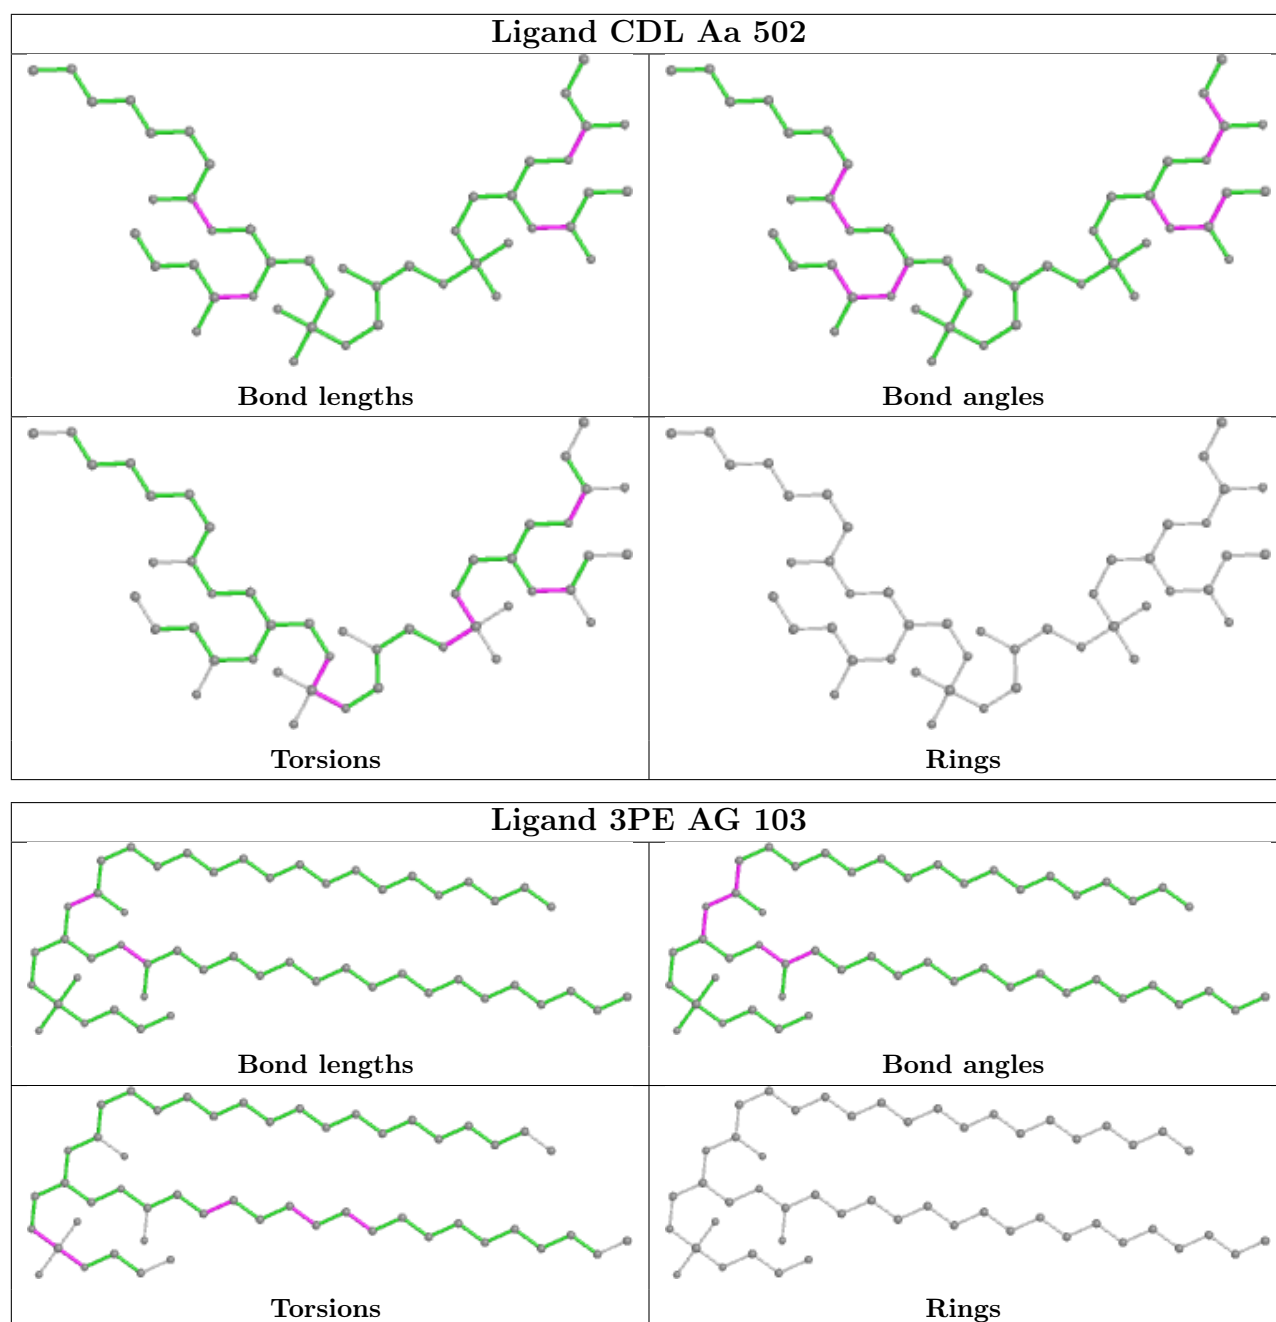 Ligand CDL Aa 502
Bond lengths
Bond angles
Torsions
Rings
Ligand 3PE AG 103
Bond lengths
Bond angles
Torsions
Rings